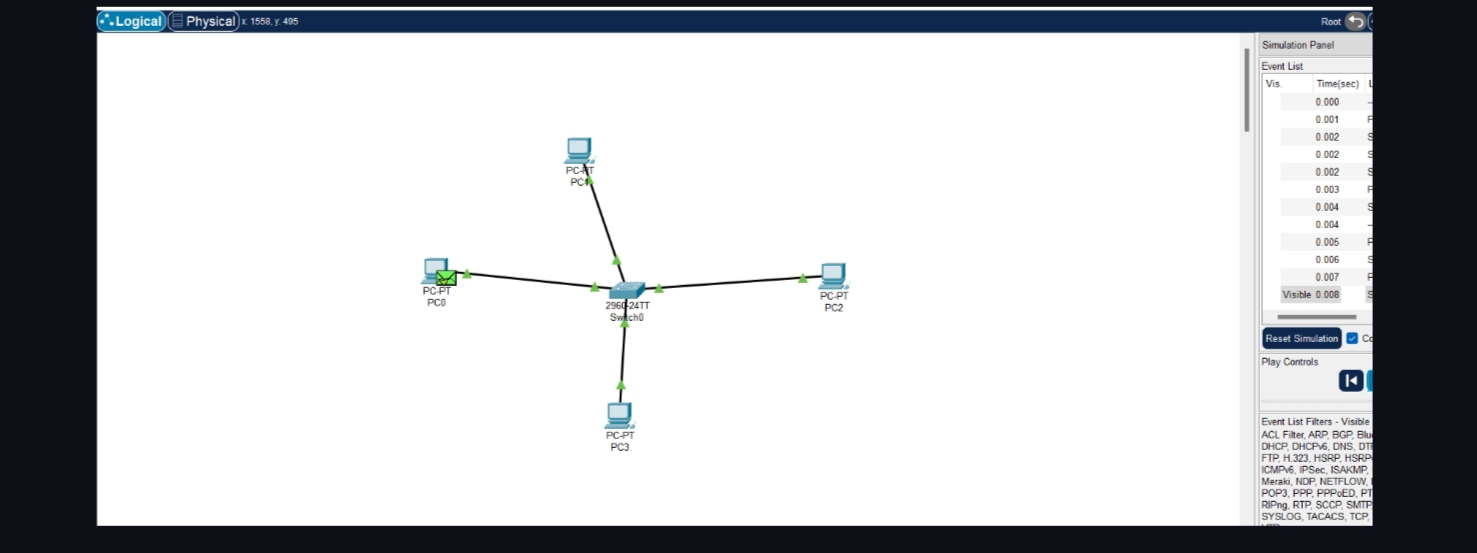 Logical Physical x: 1558, y: 495 Root
Simulation Panel
Event List
Vis. Time(sec) L
0.000 --
0.001 P
0.002 S
0.002 S
0.002 S
0.003 P
0.004 S
0.004 --
0.005 P
0.006 S
0.007 P
Visible 0.008 S
Reset Simulation Co
Play Controls
Event List Filters - Visible
ACL Filter, ARP, BGP, Blu
DHCP, DHCPv6, DNS, DTP
FTP, H.323, HSRP, HSRP
ICMPv6, IPSec, ISAKMP,
Meraki, NDP, NETFLOW,
POP3, PPP, PPPoED, PT
RIPng, RTP, SCCP, SMTP
SYSLOG, TACACS, TCP,
PC-PT
PC1
PC-PT
PC0
2960-24TT
Switch0
PC-PT
PC2
PC-PT
PC3